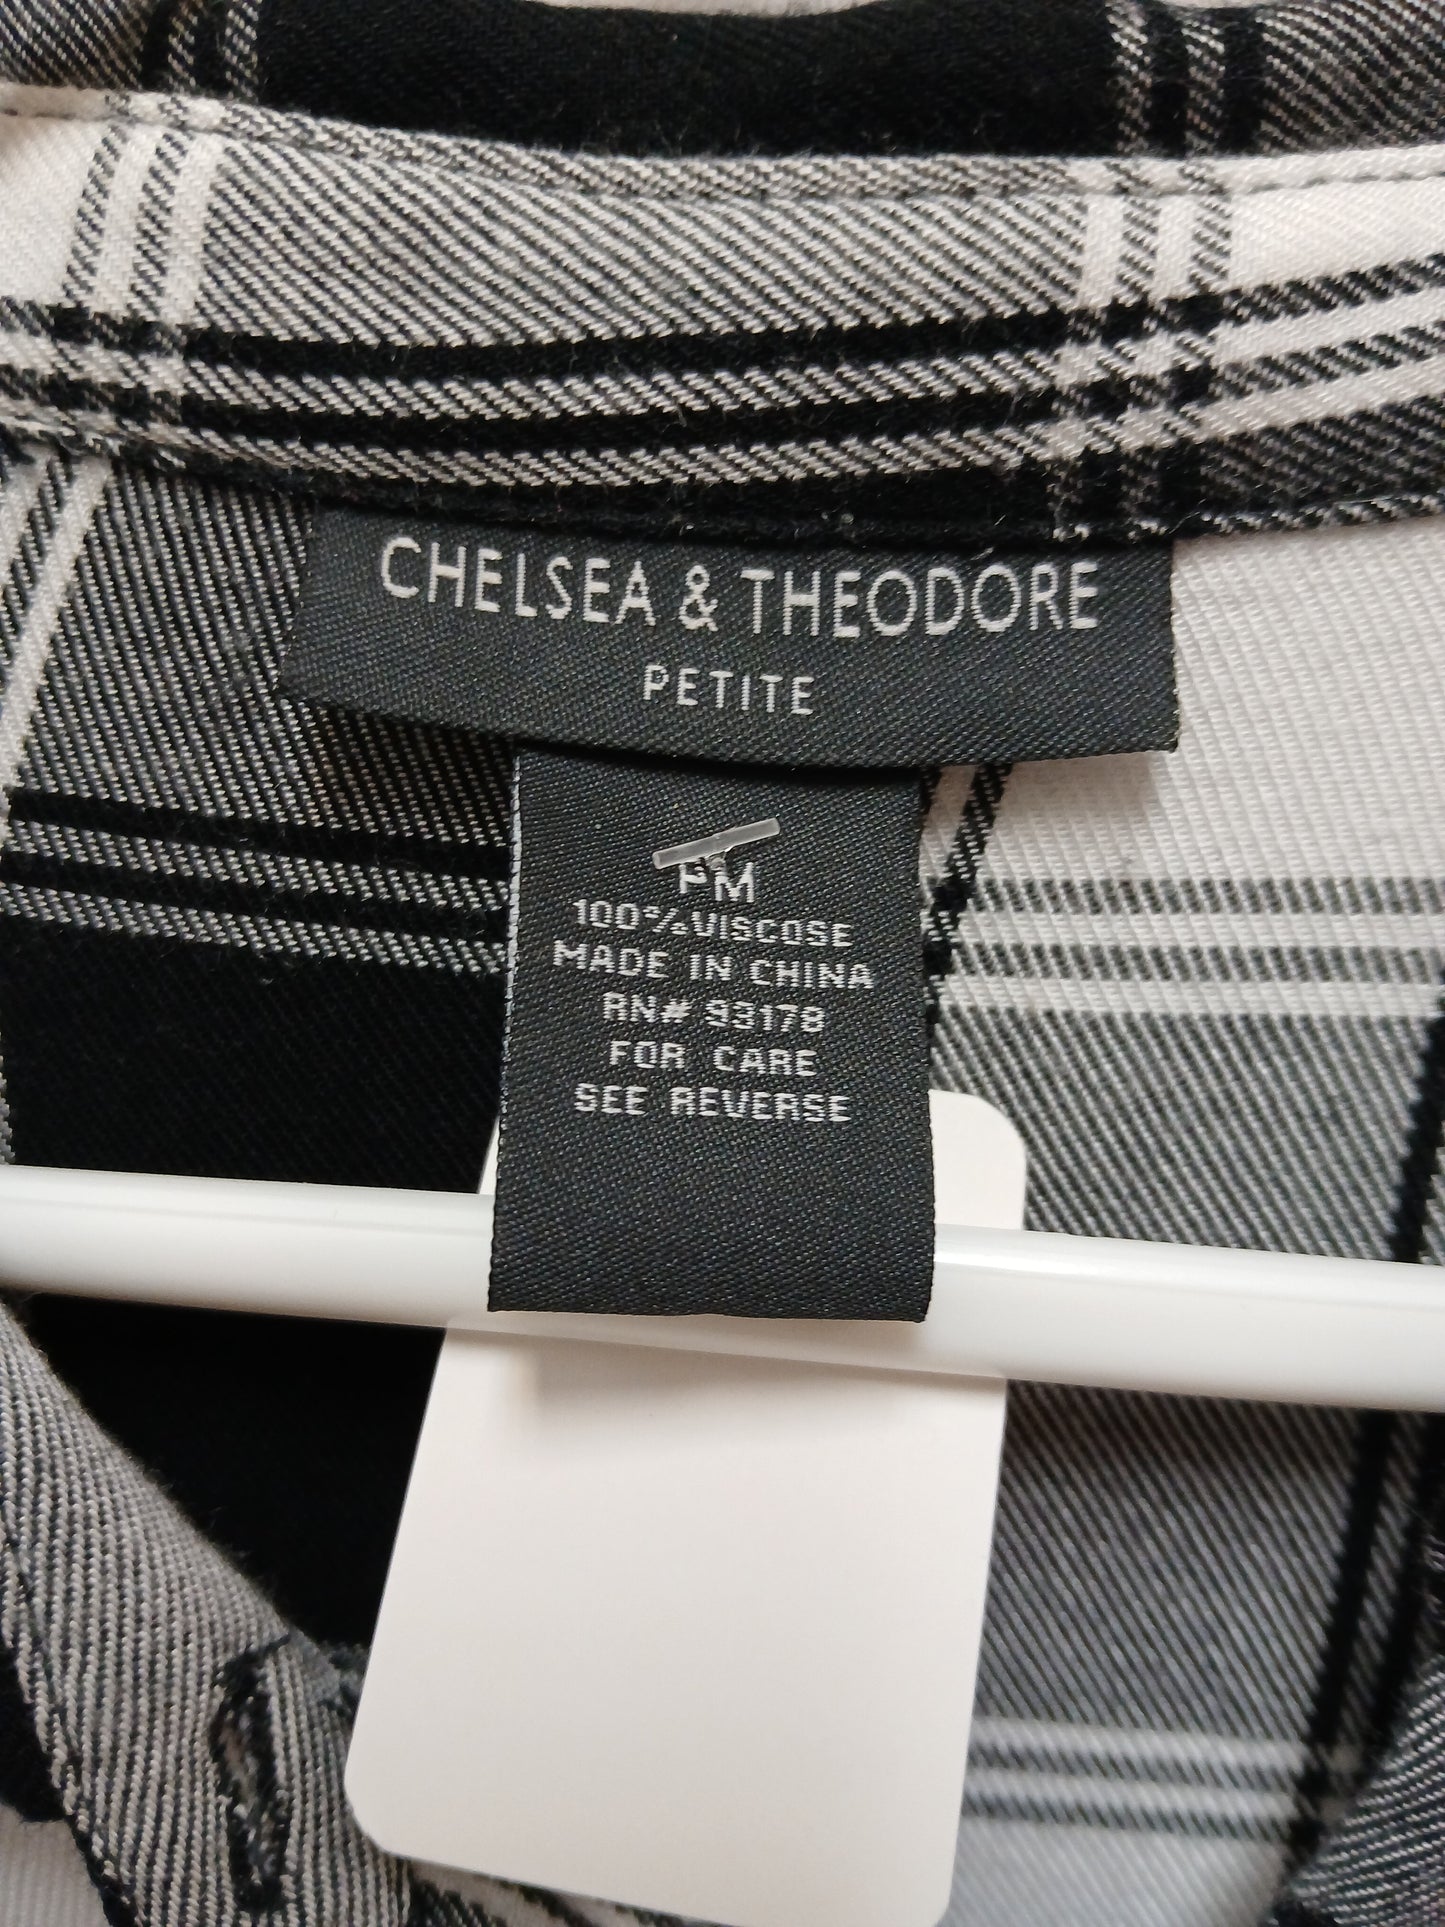 CHELSEA & THEODORE
PETITE
PM
100%VISCOSE
MADE IN CHINA
RN# 93178
FOR CARE
SEE REVERSE